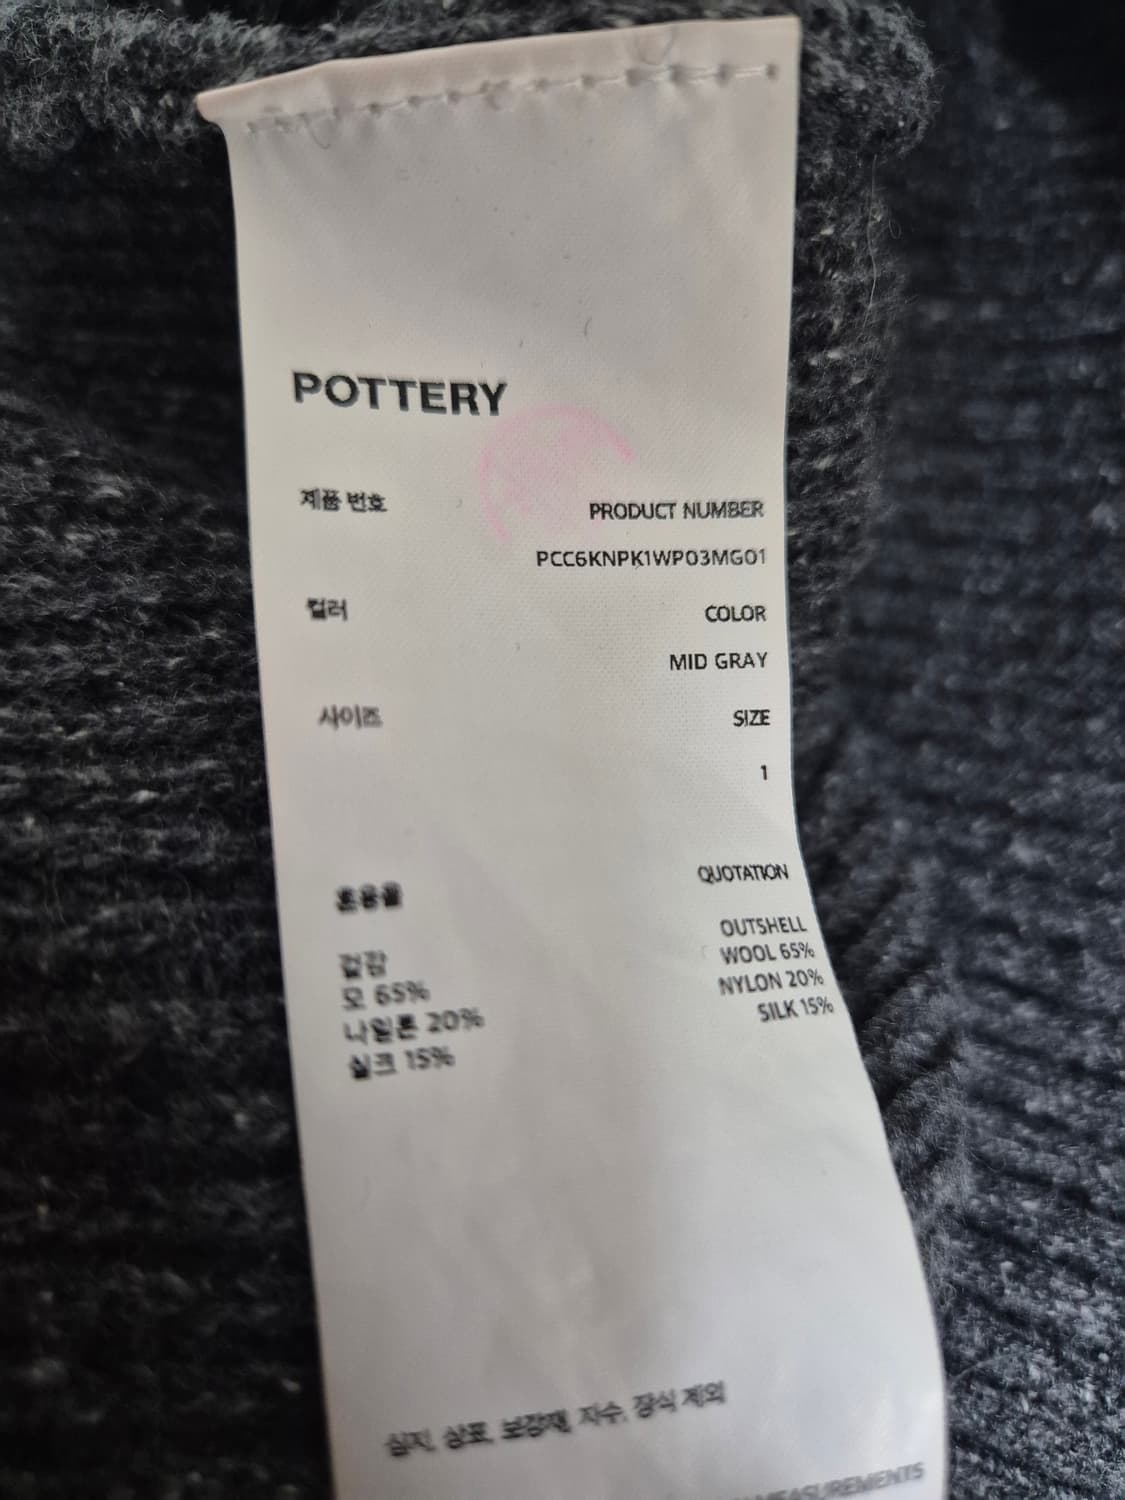 POTTERY
제품 번호 PRODUCT NUMBER
PCC6KNPK1WP03MG01
컬러 COLOR
MID GRAY
사이즈 SIZE
1
혼용율 QUOTATION
겉감 OUTSHELL
모 65% WOOL 65%
나일론 20% NYLON 20%
실크 15% SILK 15%
심지, 상표, 보강재, 자수, 장식 제외
MEASUREMENTS